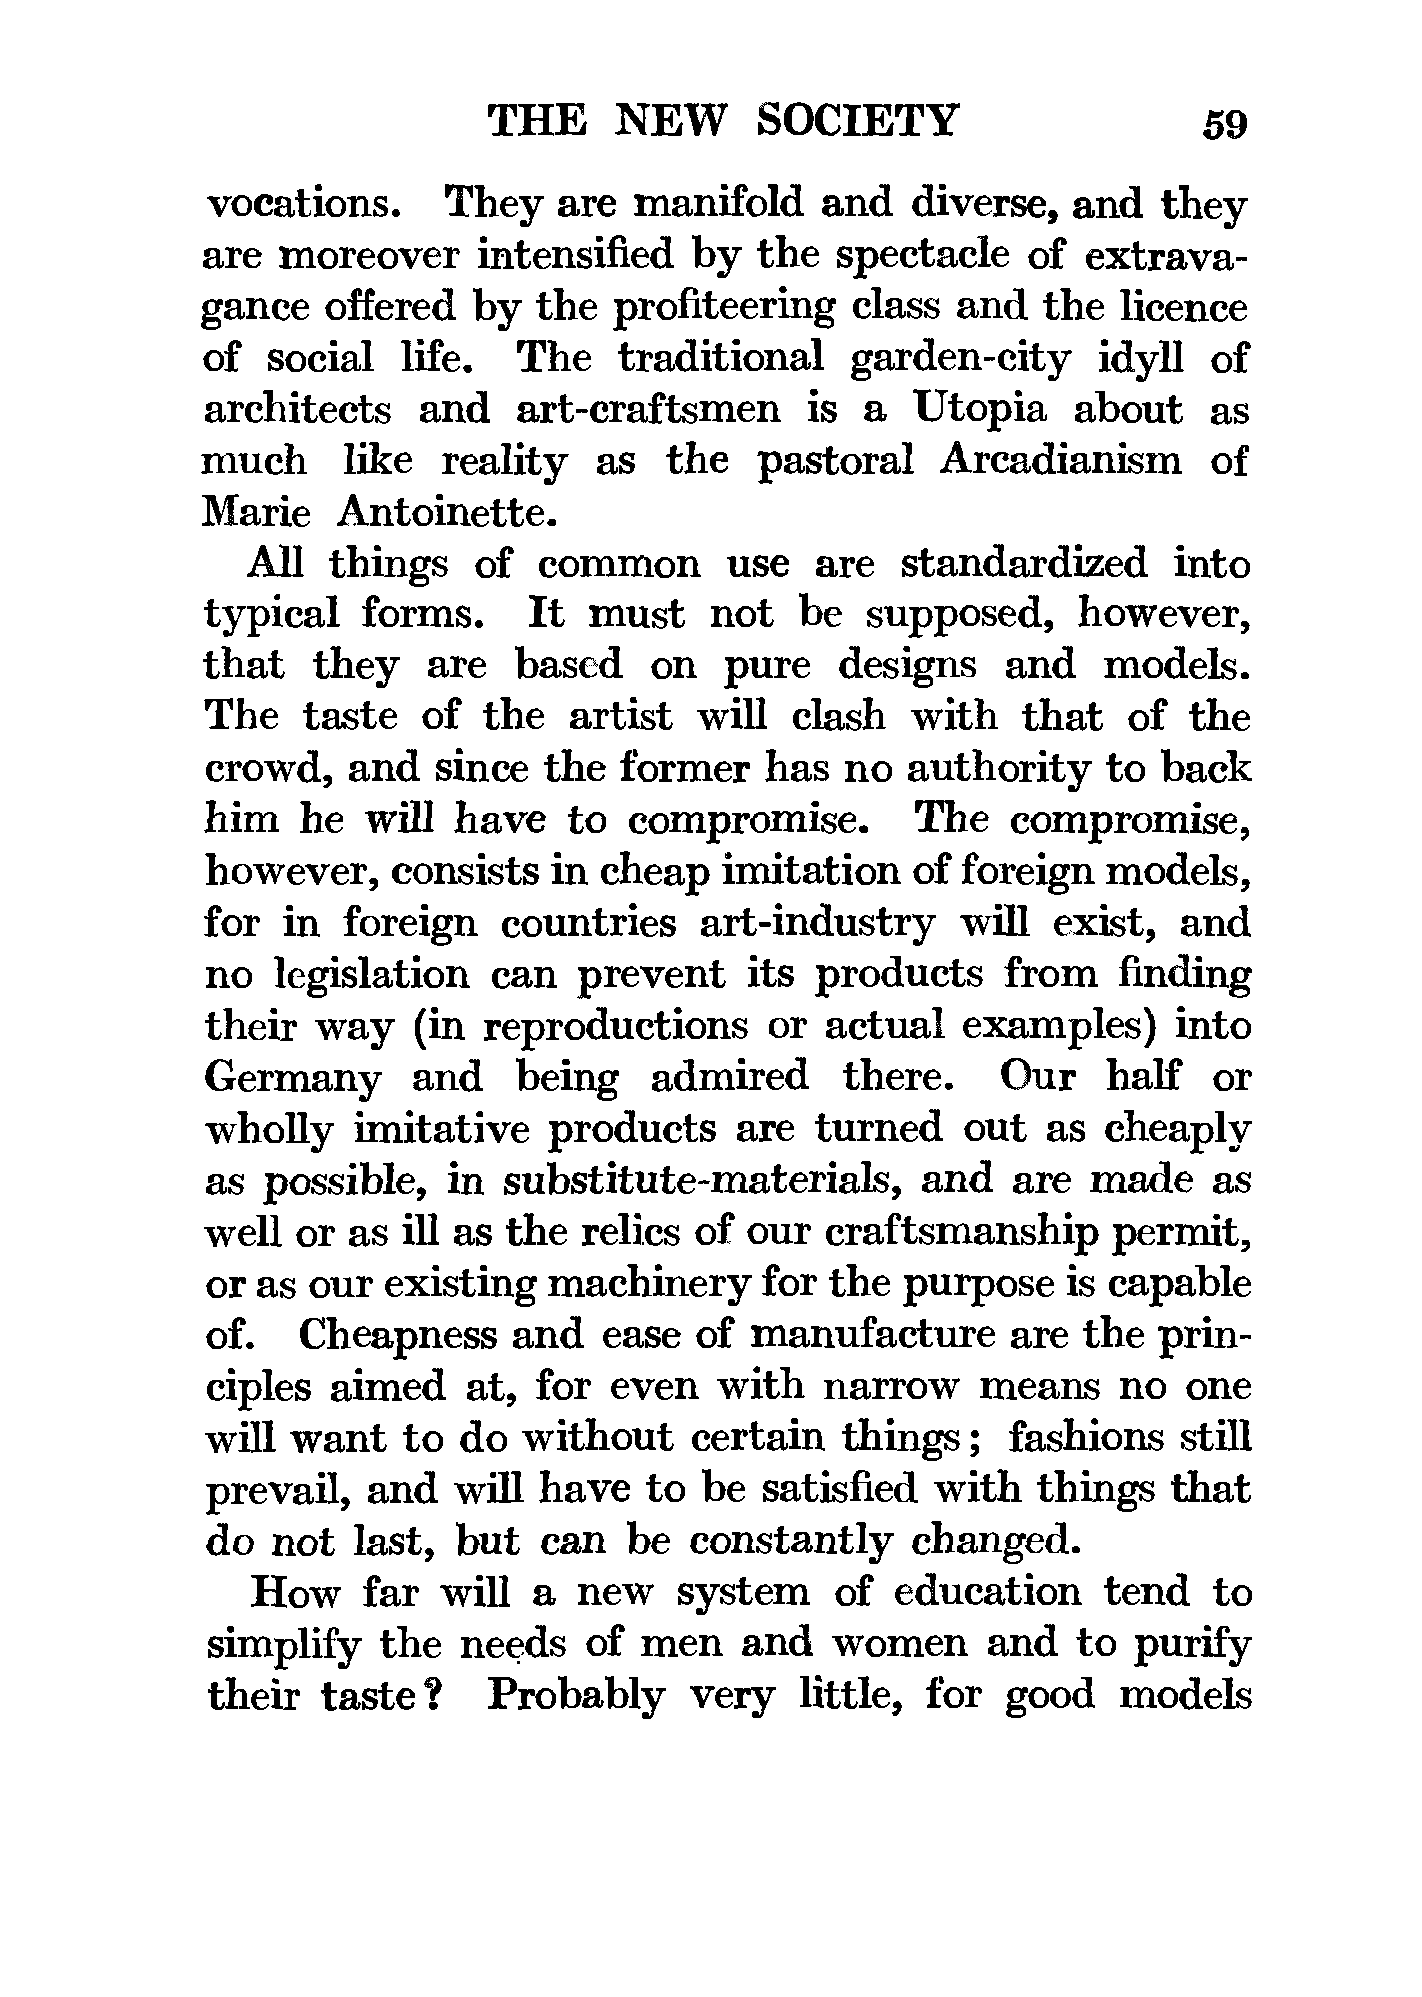 THE NEW SOCIETY 59
vocations. They are manifold and diverse, and they
are moreover intensified by the spectacle of extrava-
gance offered by the profiteering class and the licence
of social life. The traditional garden-city idyll of
architects and art-craftsmen is a Utopia about as
much like reality as the pastoral Arcadianism of
Marie Antoinette.
All things of common use are standardized into
typical forms. It must not be supposed, however,
that they are based on pure designs and models.
The taste of the artist will clash with that of the
crowd, and since the former has no authority to back
him he will have to compromise. The compromise,
however, consists in cheap imitation of foreign models,
for in foreign countries art-industry will exist, and
no legislation can prevent its products from finding
their way (in reproductions or actual examples) into
Germany and being admired there. Our half or
wholly imitative products are turned out as cheaply
as possible, in substitute-materials, and are made as
well or as ill as the relics of our craftsmanship permit,
or as our existing machinery for the purpose is capable
of. Cheapness and ease of manufacture are the prin-
ciples aimed at, for even with narrow means no one
will want to do without certain things; fashions still
prevail, and will have to be satisfied with things that
do not last, but can be constantly changed.
How far will a new system of education tend to
simplify the needs of men and women and to purify
their taste? Probably very little, for good models